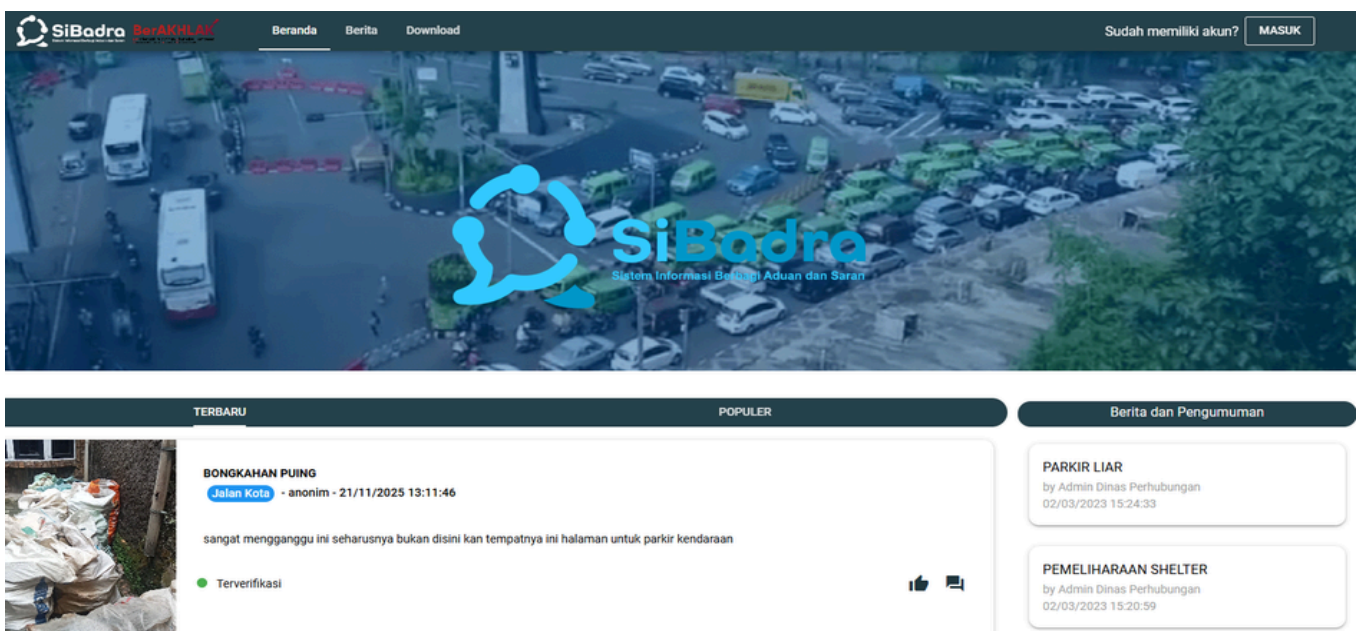 SiBadra BerAKHLAK Beranda Berita Download Sudah memiliki akun? MASUK
SiBadra
Sistem Informasi Berbagi Aduan dan Saran
TERBARU POPULER Berita dan Pengumuman
BONGKAHAN PUING
Jalan Kota - anonim - 21/11/2025 13:11:46
sangat mengganggu ini seharusnya bukan disini kan tempatnya ini halaman untuk parkir kendaraan
Terverifikasi
PARKIR LIAR
by Admin Dinas Perhubungan
02/03/2023 15:24:33
PEMELIHARAAN SHELTER
by Admin Dinas Perhubungan
02/03/2023 15:20:59